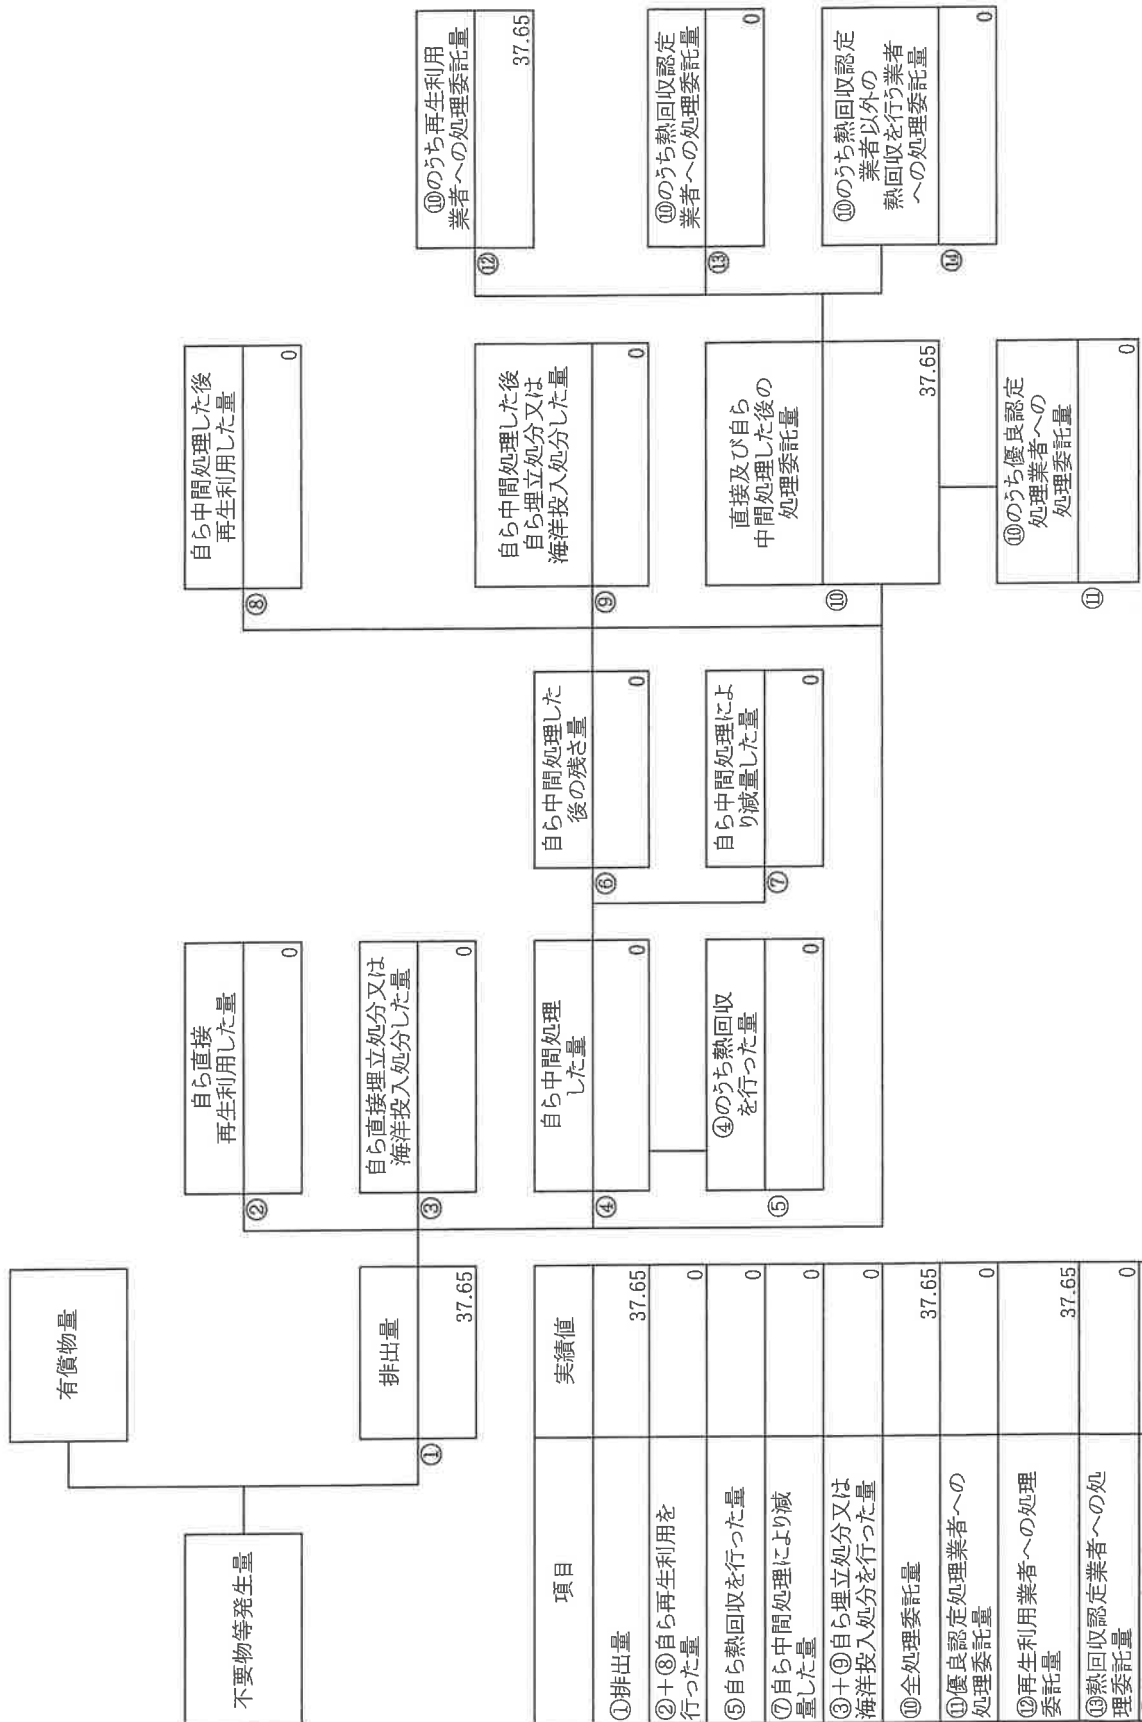 不要物等発生量
有償物量
排出量
①
37.65
自ら直接
再生利用した量
②
0
自ら直接埋立処分又は
海洋投入処分した量
③
0
自ら中間処理
した量
④
0
④のうち熱回収
を行った量
⑤
0
自ら中間処理した
後の残さ量
⑥
0
自ら中間処理によ
り減量した量
⑦
0
自ら中間処理した後
再生利用した量
⑧
0
自ら中間処理した後
自ら埋立処分又は
海洋投入処分した量
⑨
0
直接及び自ら
中間処理した後の
処理委託量
⑩
37.65
⑩のうち優良認定
処理業者への
処理委託量
⑪
0
⑩のうち再生利用
業者への処理委託量
⑫
37.65
⑩のうち熱回収認定
業者への処理委託量
⑬
0
⑩のうち熱回収認定
業者以外の
熱回収を行う業者
への処理委託量
⑭
0
項目 実績値
①排出量 37.65
②+⑧自ら再生利用を
行った量 0
⑤自ら熱回収を行った量 0
⑦自ら中間処理により減
量した量 0
③+⑨自ら埋立処分又は
海洋投入処分を行った量 0
⑩全処理委託量 37.65
⑪優良認定処理業者への
処理委託量 0
⑫再生利用業者への処理
委託量 37.65
⑬熱回収認定業者への処
理委託量 0